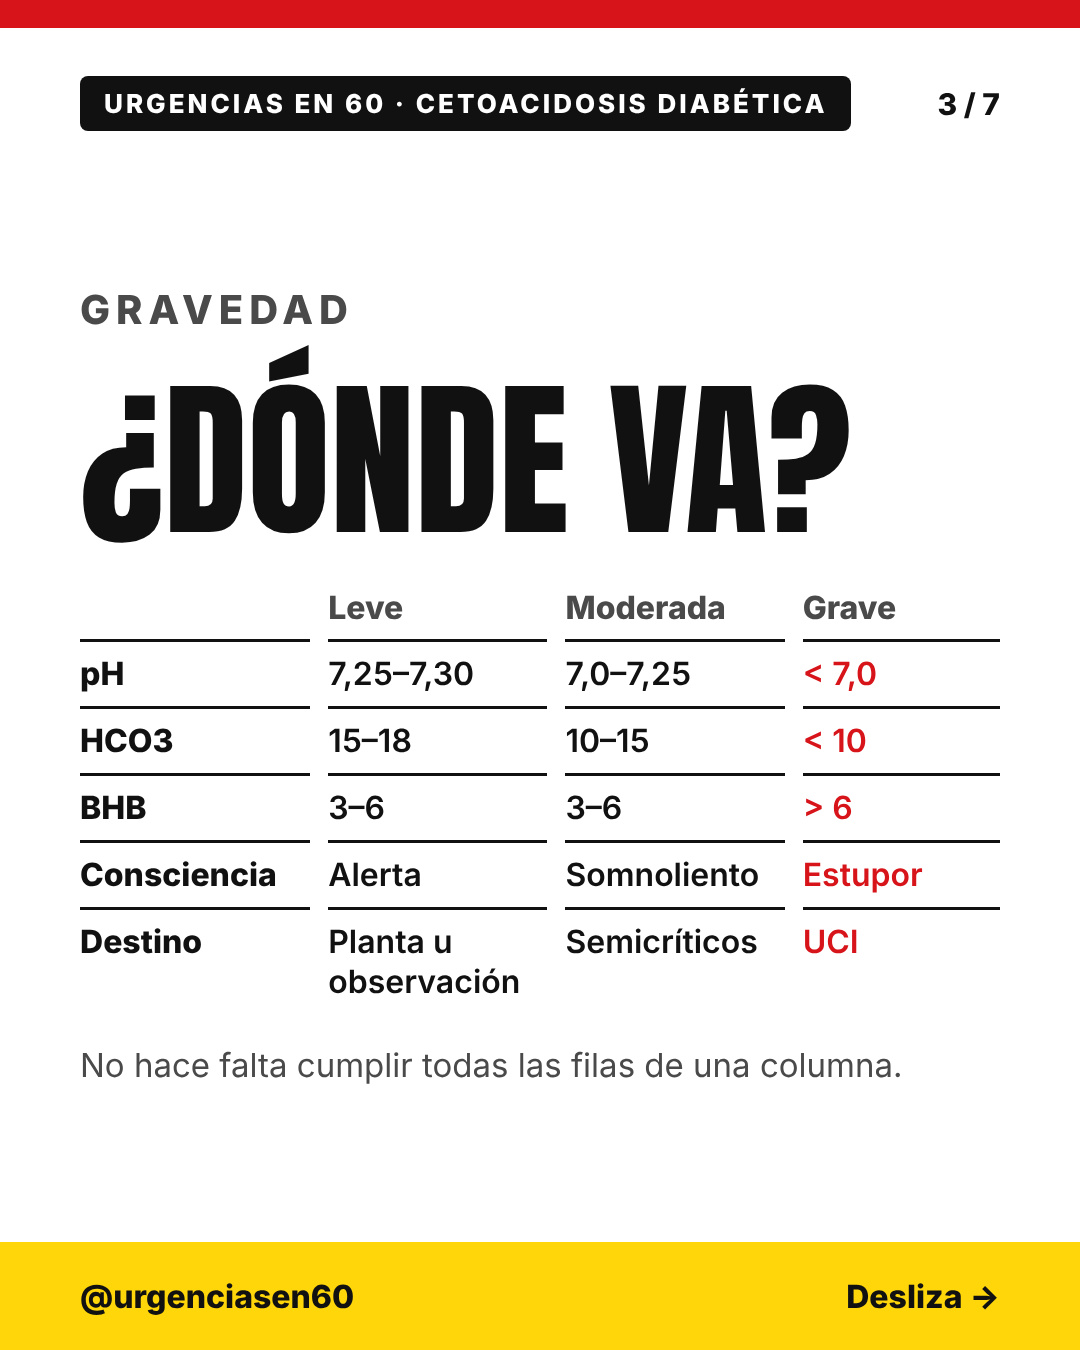 URGENCIAS EN 60 · CETOACIDOSIS DIABÉTICA
3 / 7
GRAVEDAD
¿DÓNDE VA?
Leve Moderada Grave
pH 7,25–7,30 7,0–7,25 < 7,0
HCO3 15–18 10–15 < 10
BHB 3–6 3–6 > 6
Consciencia Alerta Somnoliento Estupor
Destino Planta u Semicríticos UCI
observación
No hace falta cumplir todas las filas de una columna.
@urgenciasen60
Desliza →